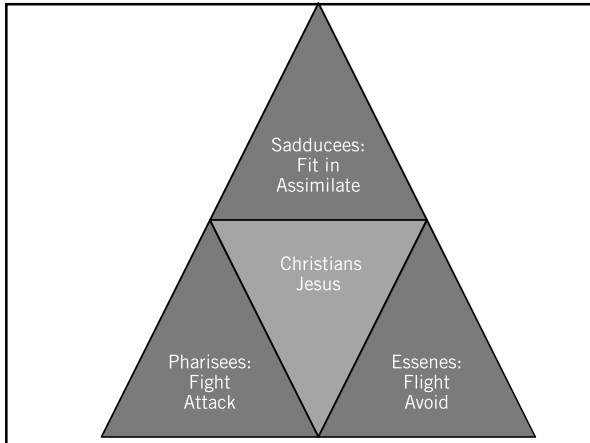 Sadducees:
Fit in
Assimilate
Christians
Jesus
Pharisees:
Fight
Attack
Essenes:
Flight
Avoid